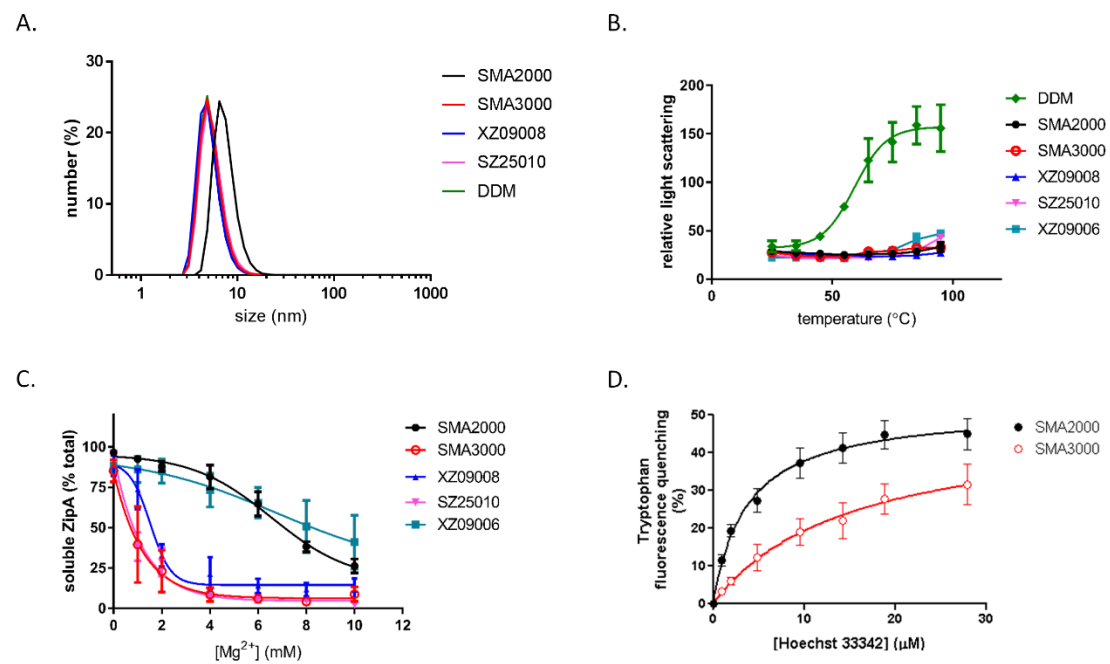 A.
30
20
10
0
number (%)
1
10
100
1000
size (nm)
SMA2000
SMA3000
XZ09008
SZ25010
DDM
B.
200
150
100
50
0
relative light scattering
0
50
100
temperature (°C)
DDM
SMA2000
SMA3000
XZ09008
SZ25010
XZ09006
C.
100
75
50
25
0
soluble ZipA (% total)
0
2
4
6
8
10
12
[Mg²⁺] (mM)
SMA2000
SMA3000
XZ09008
SZ25010
XZ09006
D.
50
40
30
20
10
0
Tryptophan
fluorescence quenching
(%)
0
10
20
30
[Hoechst 33342] (μM)
SMA2000
SMA3000